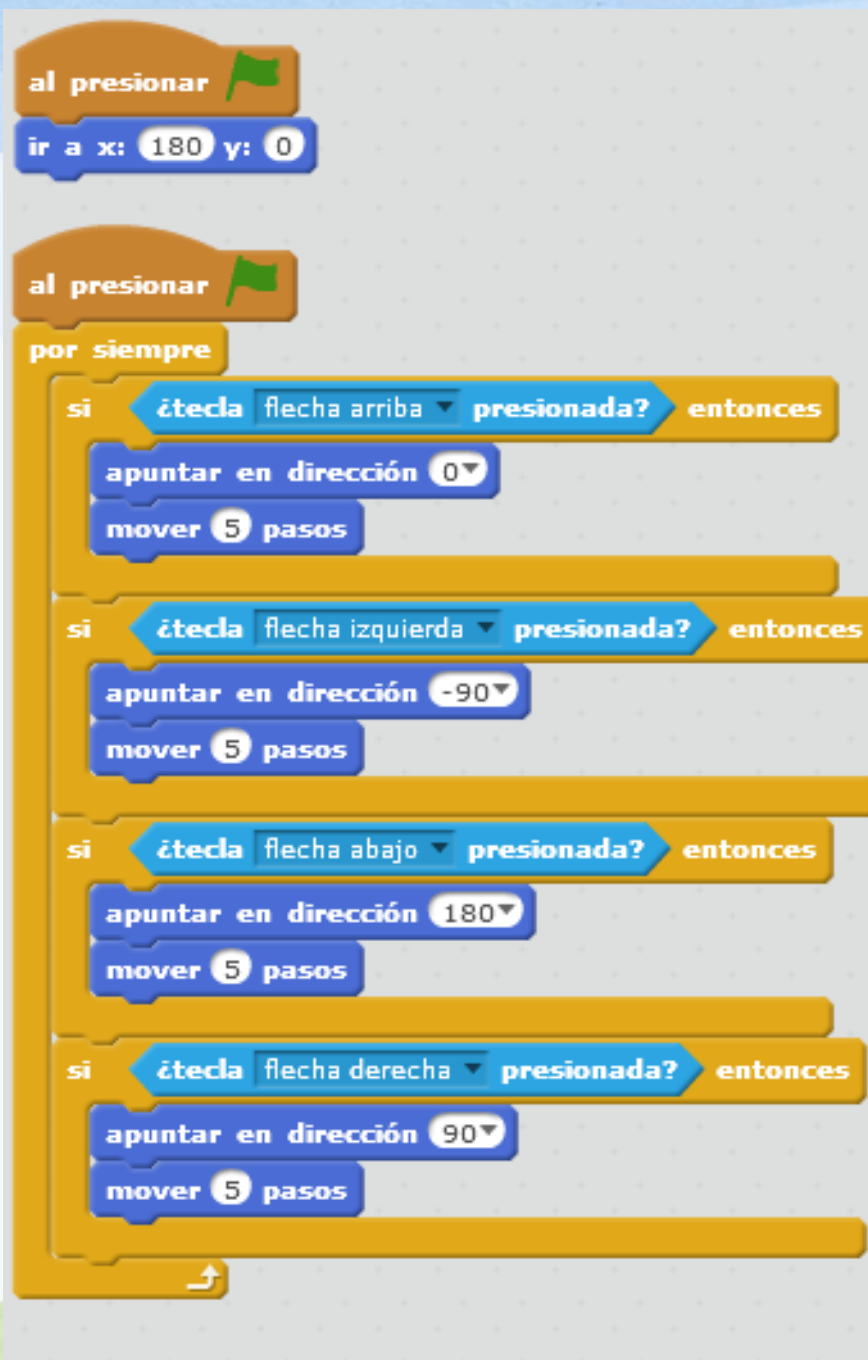 al presionar
ir a x: 180 y: 0
al presionar
por siempre
si ¿tecla flecha arriba presionada? entonces
apuntar en dirección 0
mover 5 pasos
si ¿tecla flecha izquierda presionada? entonces
apuntar en dirección -90
mover 5 pasos
si ¿tecla flecha abajo presionada? entonces
apuntar en dirección 180
mover 5 pasos
si ¿tecla flecha derecha presionada? entonces
apuntar en dirección 90
mover 5 pasos